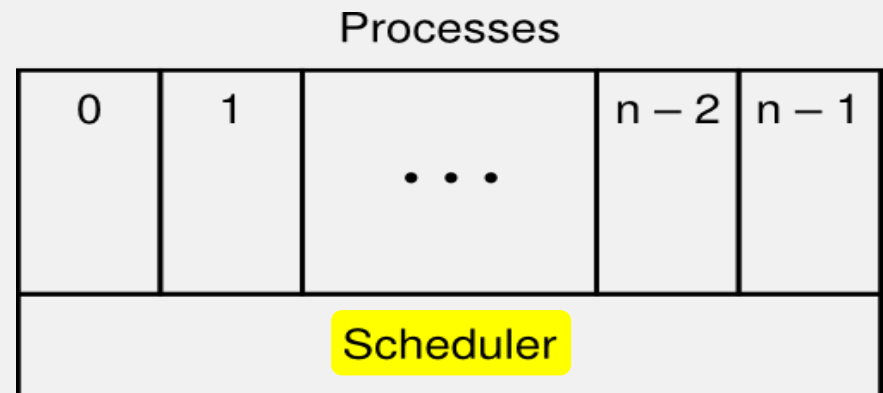 Processes
0 1 • • • n – 2 n – 1
Scheduler